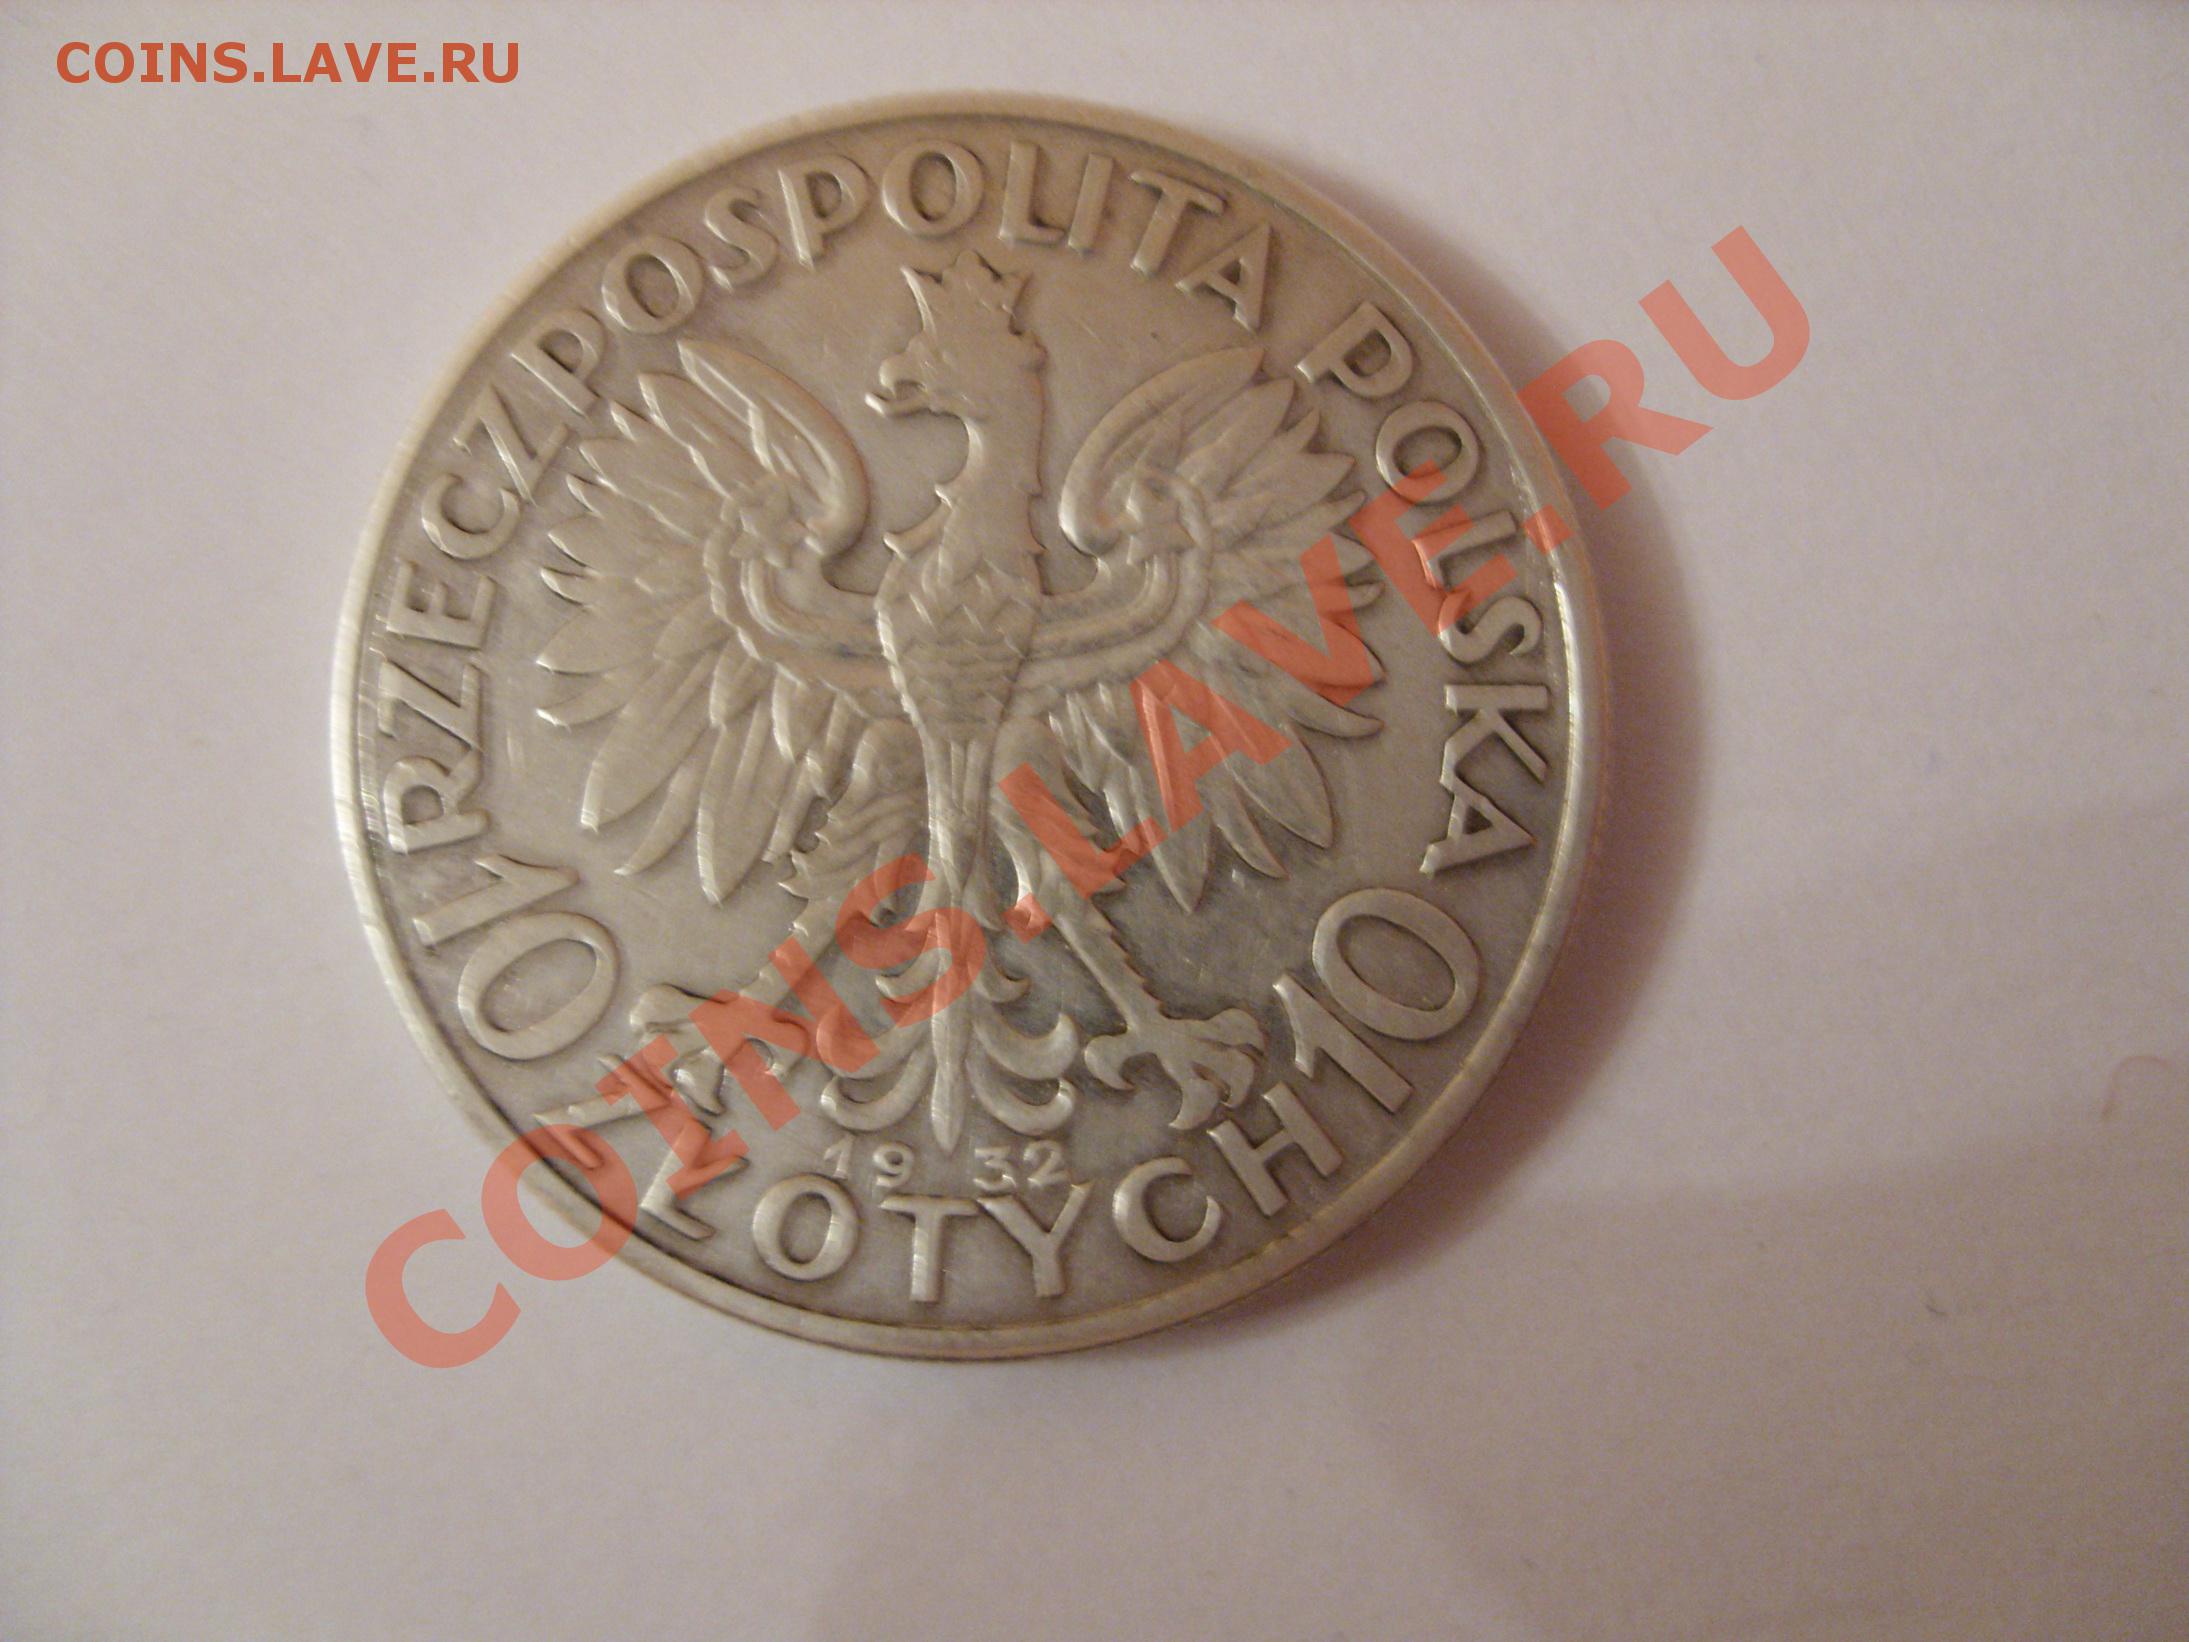 COINS.LAVE.RU
RZECZPOSPOLITA POLSKA
10 ZŁOTYCH 10
1932
COINS.LAVE.RU